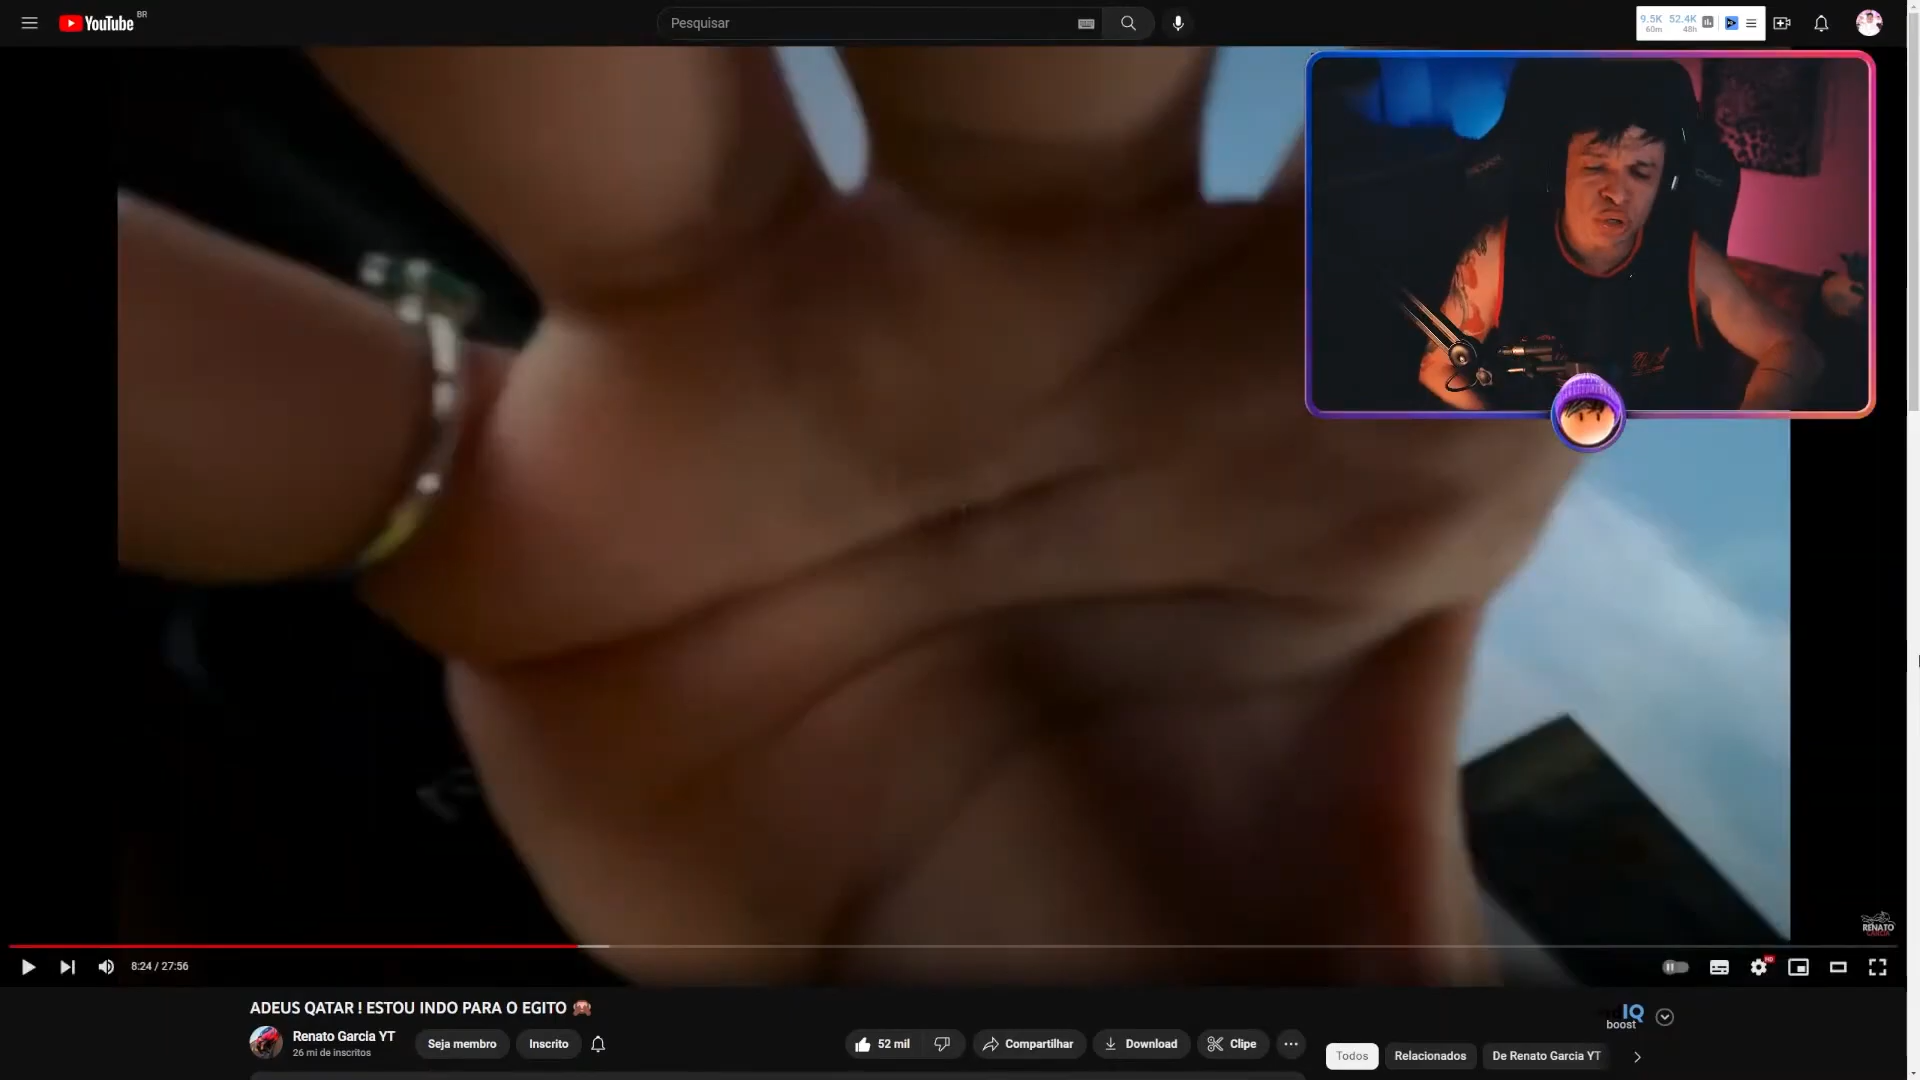 YouTube BR
Pesquisar
9.5K 52.4K
60m 48h
RENATO
GARCIA
8:24 / 27:56
HD
ADEUS QATAR ! ESTOU INDO PARA O EGITO
IQ
boost
Renato Garcia YT
26 mi de inscritos
Seja membro
Inscrito
52 mil
Compartilhar
Download
Clipe
Todos
Relacionados
De Renato Garcia YT